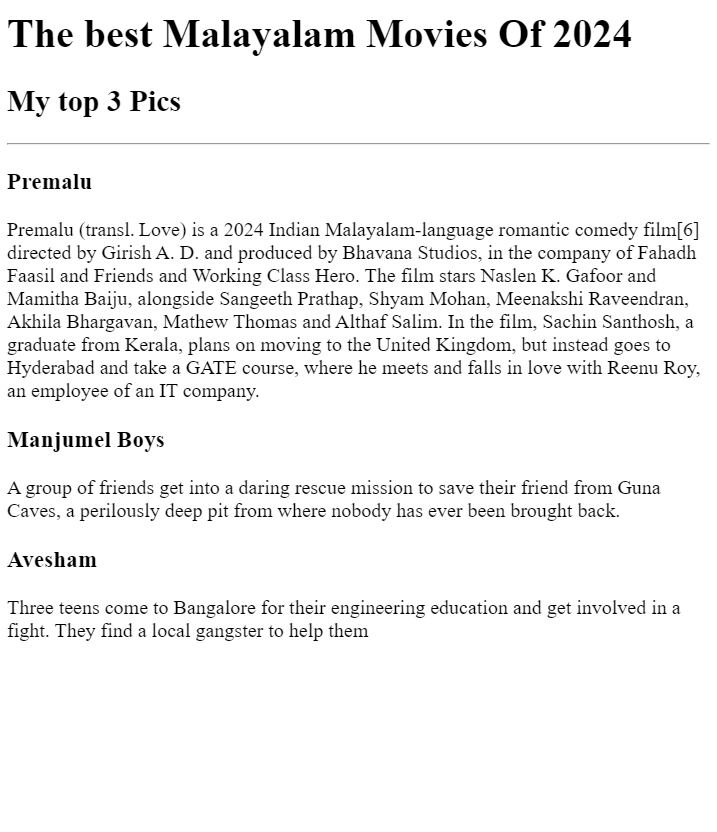 The best Malayalam Movies Of 2024
My top 3 Pics
Premalu
Premalu (transl. Love) is a 2024 Indian Malayalam-language romantic comedy film[6]
directed by Girish A. D. and produced by Bhavana Studios, in the company of Fahadh
Faasil and Friends and Working Class Hero. The film stars Naslen K. Gafoor and
Mamitha Baiju, alongside Sangeeth Prathap, Shyam Mohan, Meenakshi Raveendran,
Akhila Bhargavan, Mathew Thomas and Althaf Salim. In the film, Sachin Santhosh, a
graduate from Kerala, plans on moving to the United Kingdom, but instead goes to
Hyderabad and take a GATE course, where he meets and falls in love with Reenu Roy,
an employee of an IT company.
Manjumel Boys
A group of friends get into a daring rescue mission to save their friend from Guna
Caves, a perilously deep pit from where nobody has ever been brought back.
Avesham
Three teens come to Bangalore for their engineering education and get involved in a
fight. They find a local gangster to help them